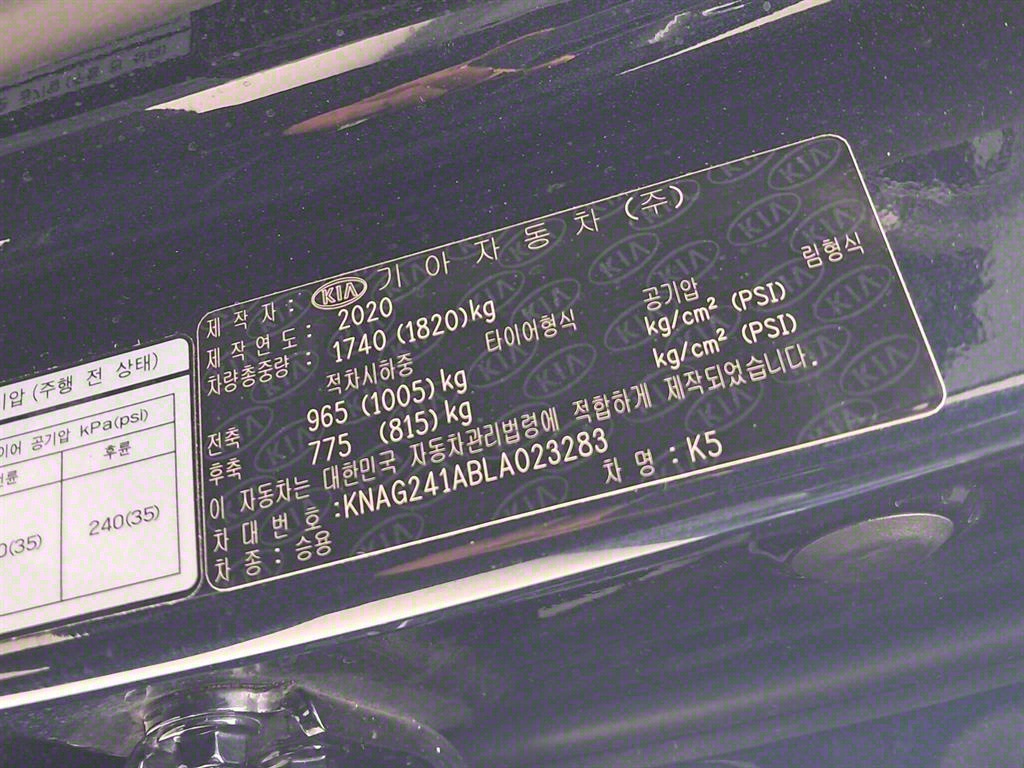 제 작 자 : KIA 기 아 자 동 차 (주)
제 작 연 도 : 2020
차량총중량 : 1740 (1820)kg
적차시하중 타이어형식 공기압 림형식
전축 965 (1005)kg kg/cm² (PSI)
후축 775 (815)kg kg/cm² (PSI)
이 자동차는 대한민국 자동차관리법령에 적합하게 제작되었습니다.
차 대 번 호 :KNAG241ABLA023283
차 종 : 승용 차 명 : K5
압 (주행 전 상태)
이어 공기압 kPa(psi)
륜 후륜
0(35) 240(35)